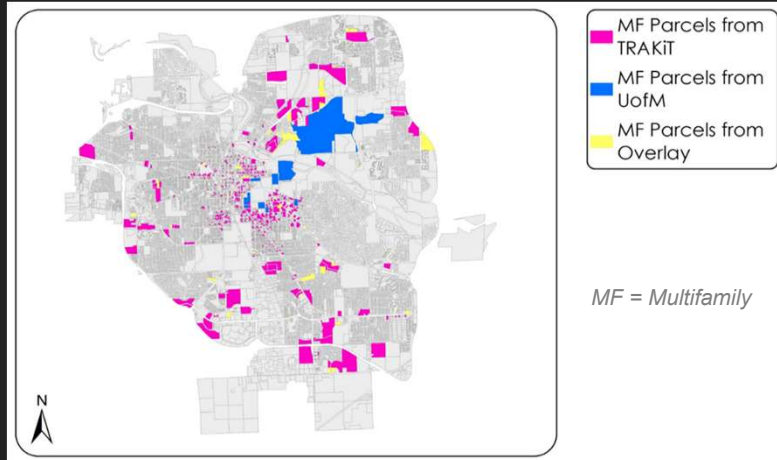 MF Parcels from
TRAKiT
MF Parcels from
UofM
MF Parcels from
Overlay
MF = Multifamily
N